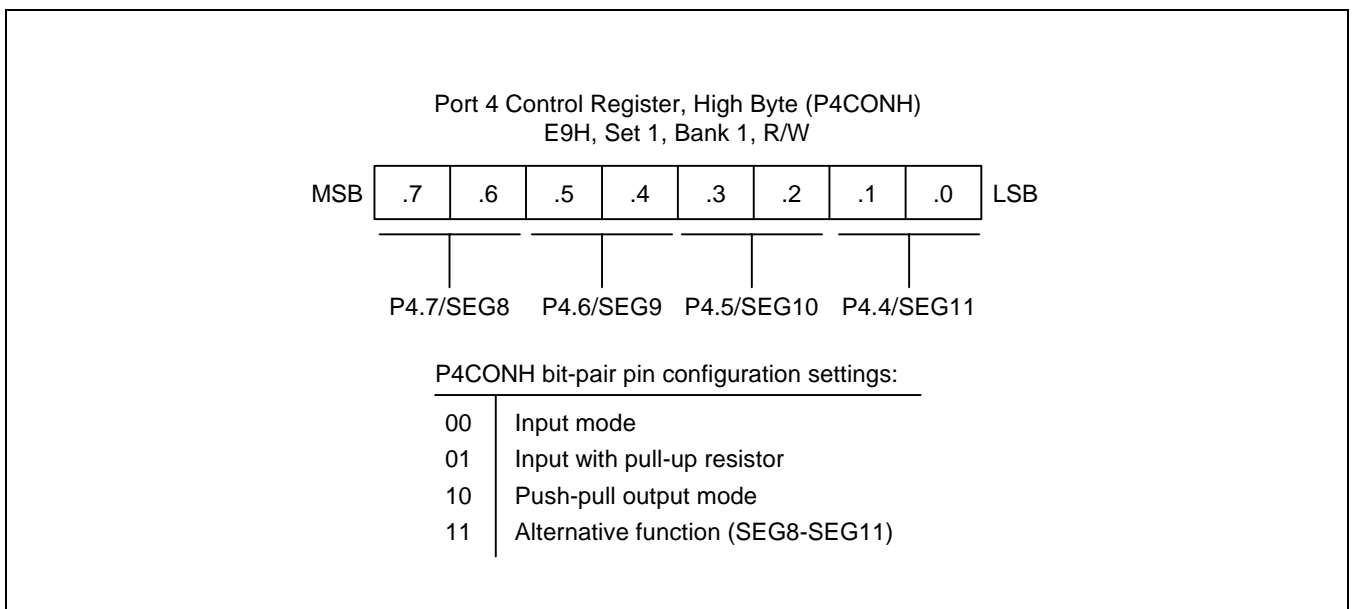 Port 4 Control Register, High Byte (P4CONH)
E9H, Set 1, Bank 1, R/W
MSB .7 .6 .5 .4 .3 .2 .1 .0 LSB
P4.7/SEG8 P4.6/SEG9 P4.5/SEG10 P4.4/SEG11
P4CONH bit-pair pin configuration settings:
00 Input mode
01 Input with pull-up resistor
10 Push-pull output mode
11 Alternative function (SEG8-SEG11)